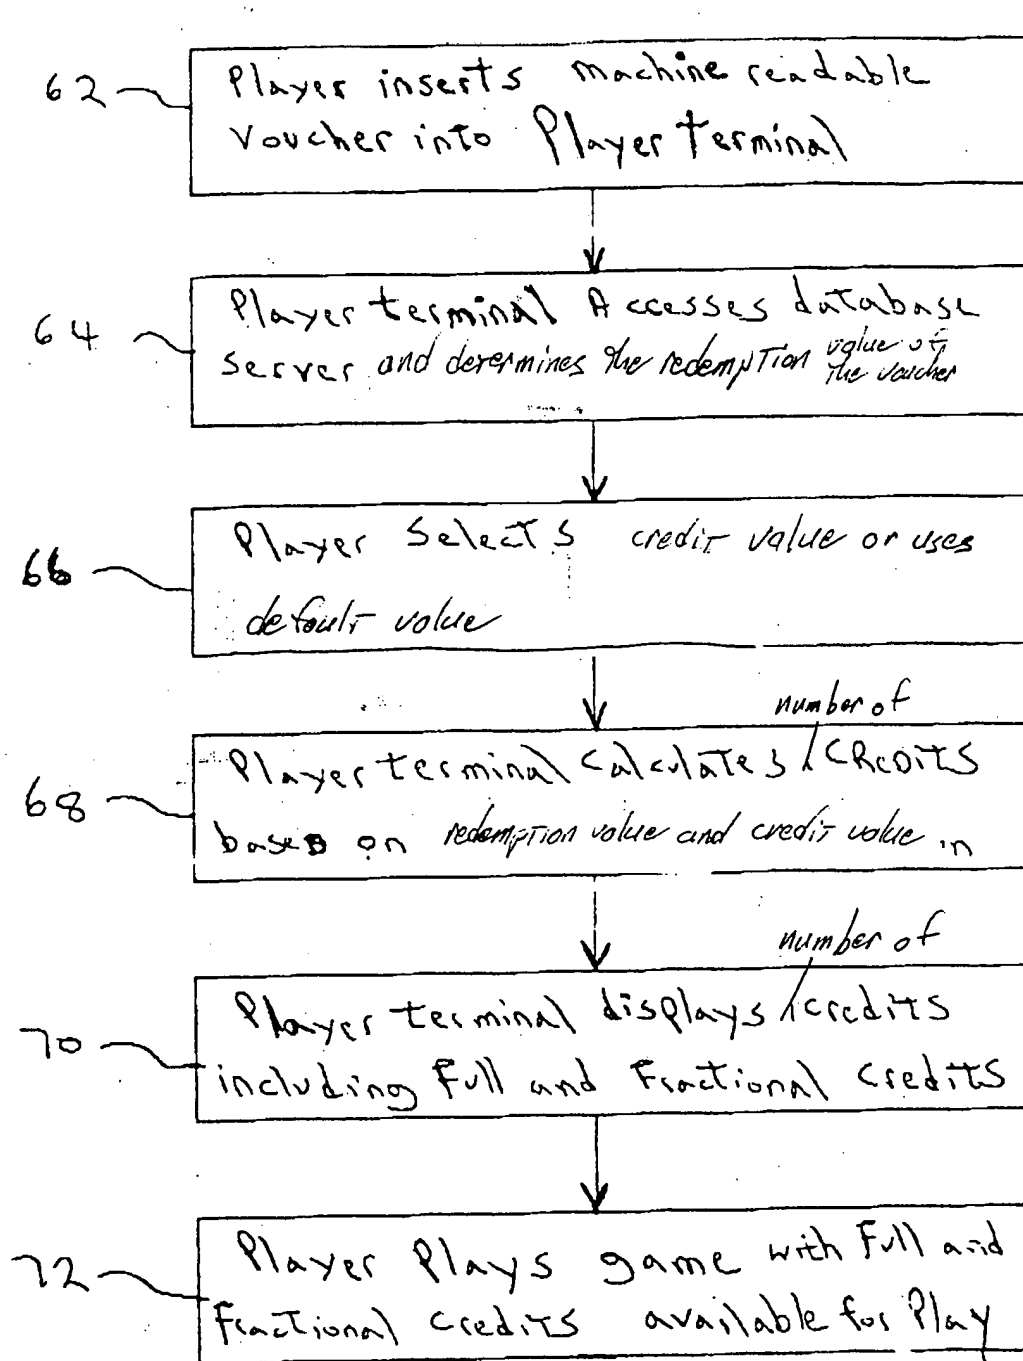 62
Player inserts machine readable
Voucher into Player terminal
64
Player terminal Accesses database
server and determines the redemption value of
the voucher
66
Player Selects credit value or uses
default value
number of
68
Player terminal calculates CREDITS
based on redemption value and credit value in
number of
70
Player terminal displays credits
including Full and Fractional Credits
72
Player Plays game with Full and
Fractional credits available for Play